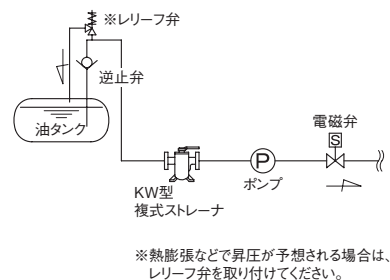 ※レリーフ弁
逆止弁
油タンク
電磁弁
S
P
KW型
複式ストレーナ
ポンプ
※熱膨張などで昇圧が予想される場合は、
レリーフ弁を取り付けてください。